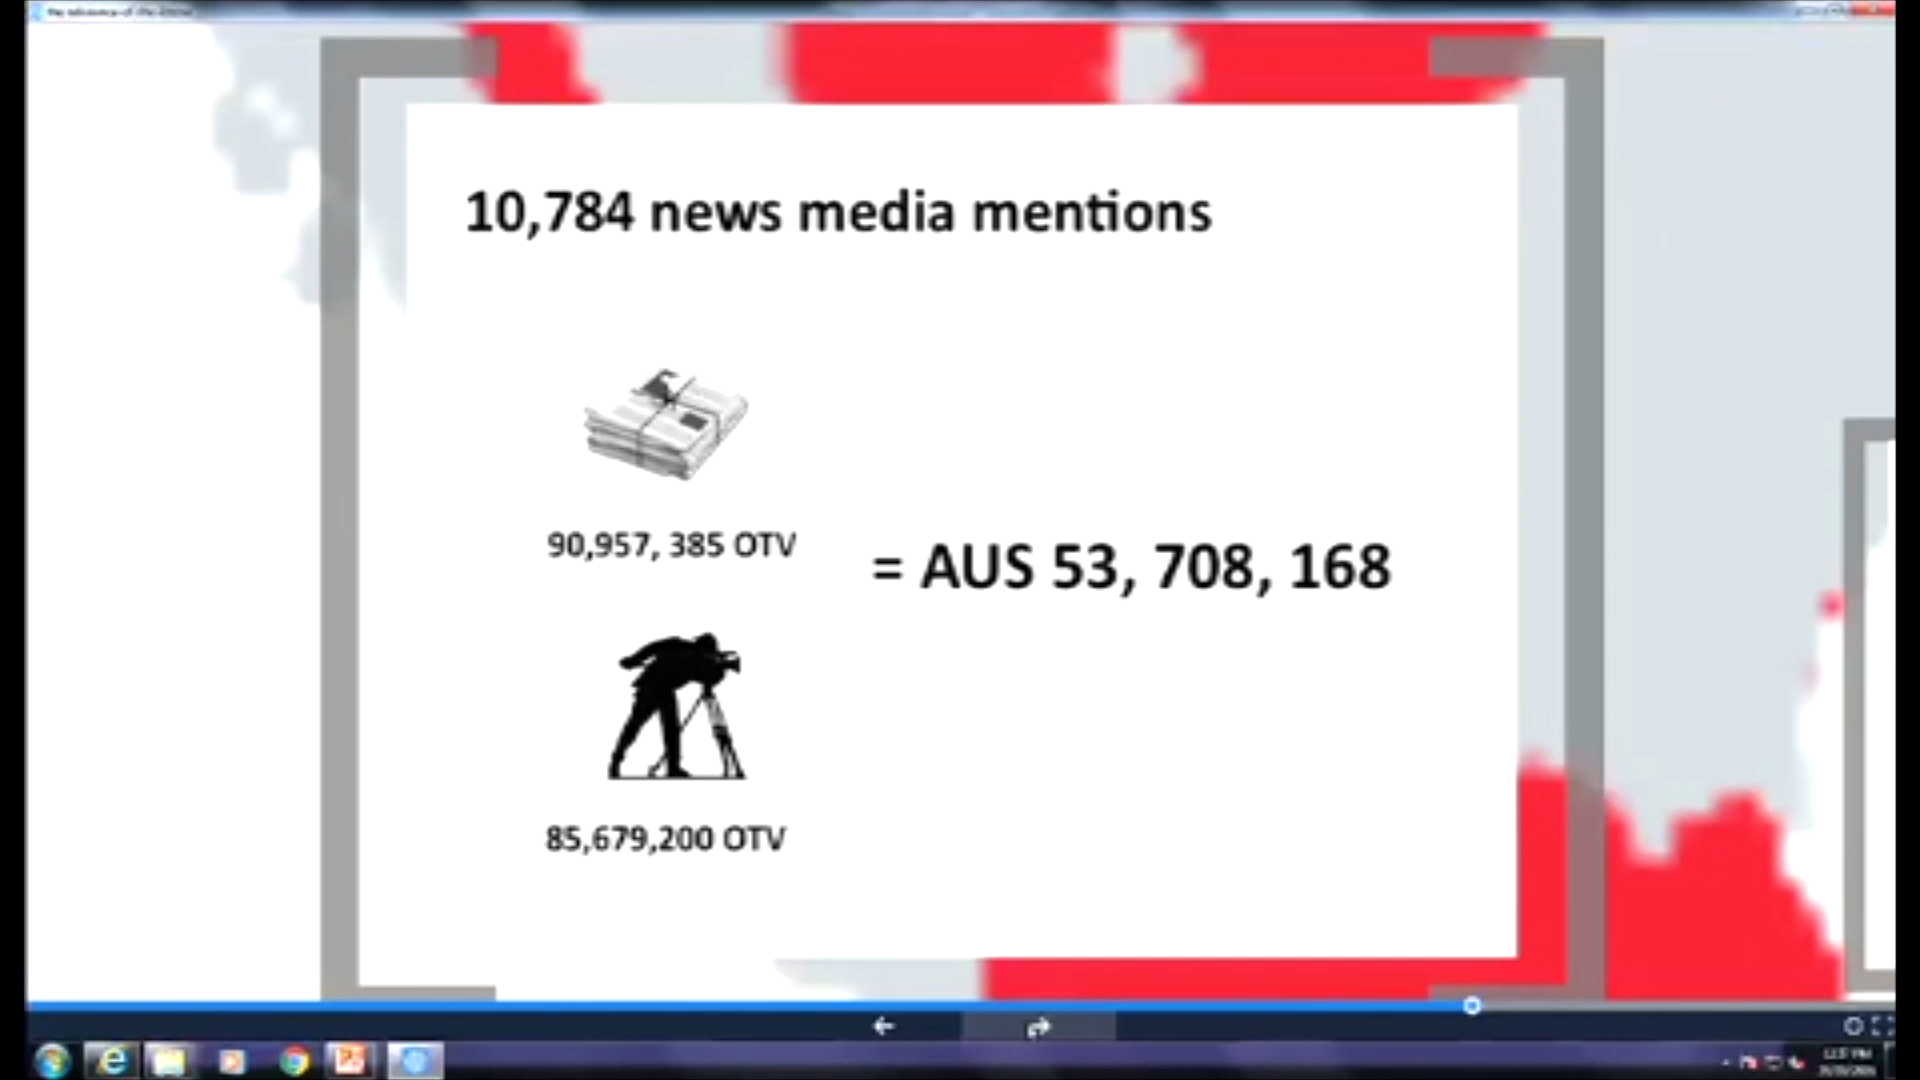 10,784 news media mentions
90,957, 385 OTV
= AUS 53, 708, 168
85,679,200 OTV